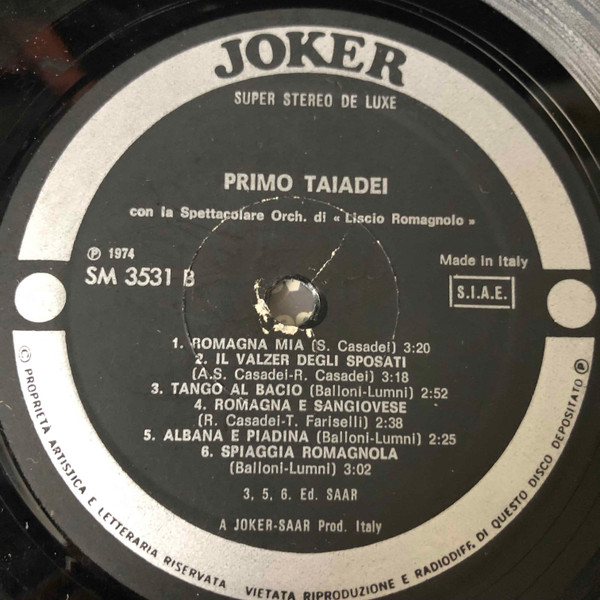 JOKER
SUPER STEREO DE LUXE
PRIMO TAIADEI
con la Spettacolare Orch. di « Liscio Romagnolo »
Ⓟ 1974
SM 3531 B
Made in Italy
S.I.A.E.
1. ROMAGNA MIA (S. Casadei) 3:20
2. IL VALZER DEGLI SPOSATI
(A.S. Casadei-R. Casadei) 3:18
3. TANGO AL BACIO (Balloni-Lumni) 2:52
4. ROMAGNA E SANGIOVESE
(R. Casadei-T. Fariselli) 2:38
5. ALBANA E PIADINA (Balloni-Lumni) 2:25
6. SPIAGGIA ROMAGNOLA
(Balloni-Lumni) 3:02
3, 5, 6. Ed. SAAR
A JOKER-SAAR Prod. Italy
© PROPRIETA ARTISTICA E LETTERARIA RISERVATA VIETATA RIPRODUZIONE E RADIODIFF. DI QUESTO DISCO DEPOSITATO Ⓟ